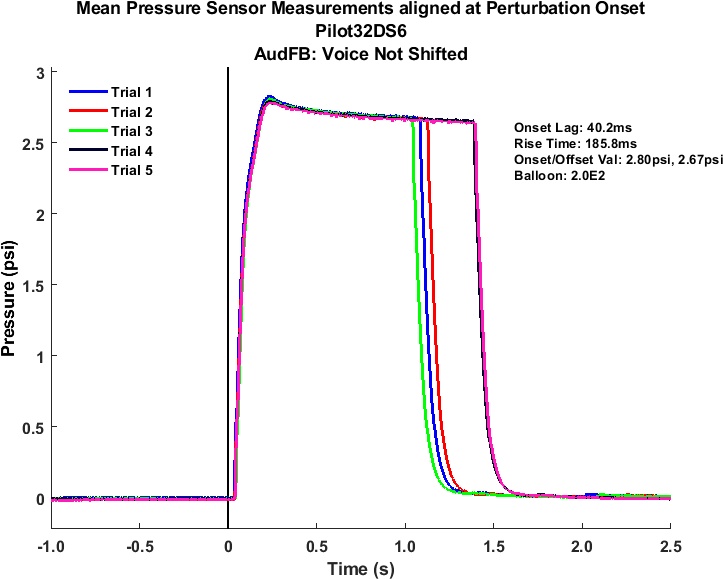 Mean Pressure Sensor Measurements aligned at Perturbation Onset
Pilot32DS6
AudFB: Voice Not Shifted
3
Trial 1
Trial 2
Trial 3
Trial 4
Trial 5
Onset Lag: 40.2ms
Rise Time: 185.8ms
Onset/Offset Val: 2.80psi, 2.67psi
Balloon: 2.0E2
2.5
2
1.5
1
0.5
0
Pressure (psi)
-1.0 -0.5 0 0.5 1.0 1.5 2.0 2.5
Time (s)